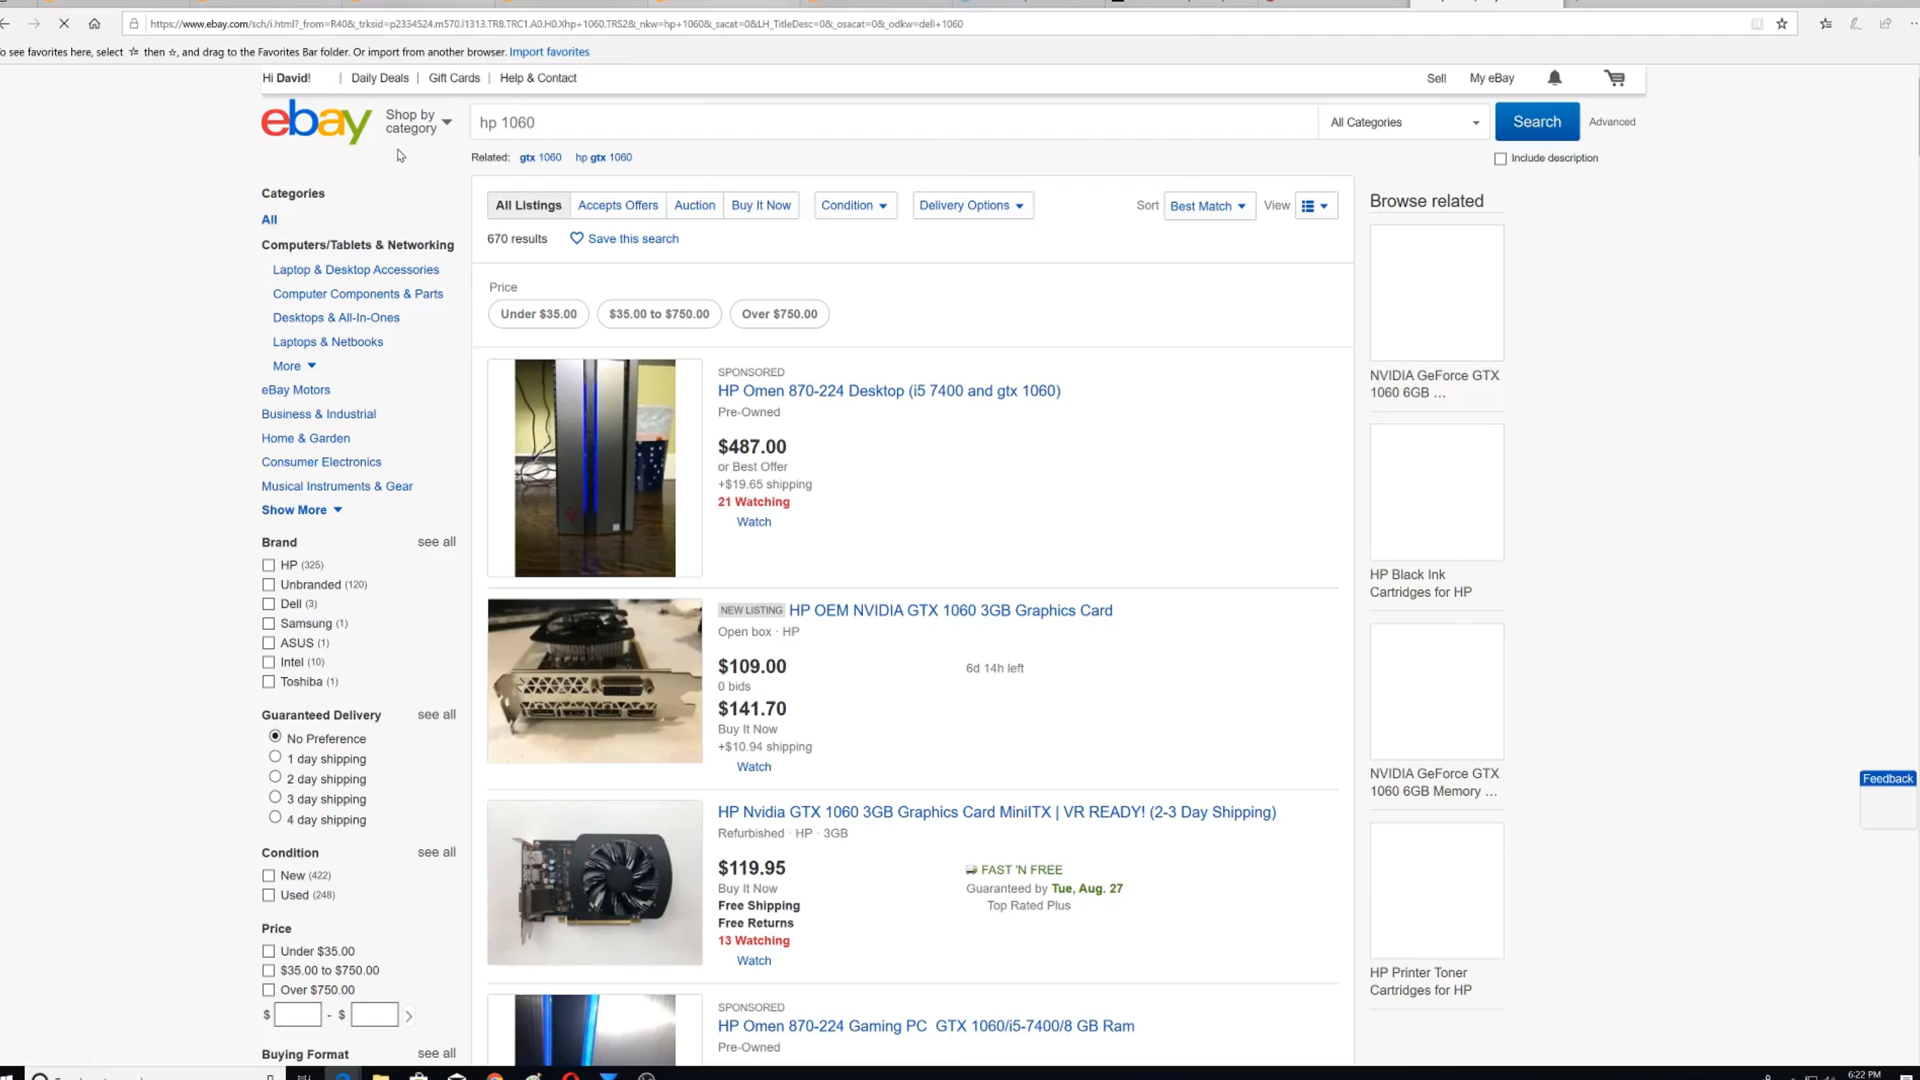 https://www.ebay.com/sch/i.html?_from=R40&_trksid=p2334524.m570.l1313.TR8.TRC1.A0.H0.Xhp+1060.TRS2&_nkw=hp+1060&_sacat=0&LH_TitleDesc=0&_osacat=0&_odkw=dell+1060
o see favorites here, select ☆ then ☆, and drag to the Favorites Bar folder. Or import from another browser. Import favorites
Hi David! | Daily Deals | Gift Cards | Help & Contact
Sell My eBay
ebay
Shop by category
hp 1060
All Categories
Search
Advanced
Related: gtx 1060 hp gtx 1060
Include description
Categories
All
Computers/Tablets & Networking
Laptop & Desktop Accessories
Computer Components & Parts
Desktops & All-In-Ones
Laptops & Netbooks
More
eBay Motors
Business & Industrial
Home & Garden
Consumer Electronics
Musical Instruments & Gear
Show More
Brand see all
HP (325)
Unbranded (120)
Dell (3)
Samsung (1)
ASUS (1)
Intel (10)
Toshiba (1)
Guaranteed Delivery see all
No Preference
1 day shipping
2 day shipping
3 day shipping
4 day shipping
Condition see all
New (422)
Used (248)
Price
Under $35.00
$35.00 to $750.00
Over $750.00
$ - $
Buying Format see all
All Listings Accepts Offers Auction Buy It Now Condition Delivery Options
Sort Best Match View
670 results Save this search
Price
Under $35.00 $35.00 to $750.00 Over $750.00
SPONSORED
HP Omen 870-224 Desktop (i5 7400 and gtx 1060)
Pre-Owned
$487.00
or Best Offer
+$19.65 shipping
21 Watching
Watch
NEW LISTING HP OEM NVIDIA GTX 1060 3GB Graphics Card
Open box · HP
$109.00 6d 14h left
0 bids
$141.70
Buy It Now
+$10.94 shipping
Watch
HP Nvidia GTX 1060 3GB Graphics Card MiniITX | VR READY! (2-3 Day Shipping)
Refurbished · HP · 3GB
$119.95 FAST 'N FREE
Buy It Now Guaranteed by Tue, Aug. 27
Free Shipping Top Rated Plus
Free Returns
13 Watching
Watch
SPONSORED
HP Omen 870-224 Gaming PC GTX 1060/i5-7400/8 GB Ram
Pre-Owned
Browse related
NVIDIA GeForce GTX
1060 6GB ...
HP Black Ink
Cartridges for HP
NVIDIA GeForce GTX
1060 6GB Memory ...
HP Printer Toner
Cartridges for HP
Feedback
6:22 PM